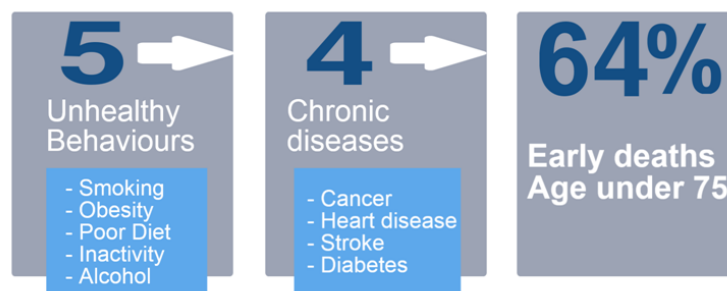 5
Unhealthy
Behaviours
- Smoking
- Obesity
- Poor Diet
- Inactivity
- Alcohol
4
Chronic
diseases
- Cancer
- Heart disease
- Stroke
- Diabetes
64%
Early deaths
Age under 75